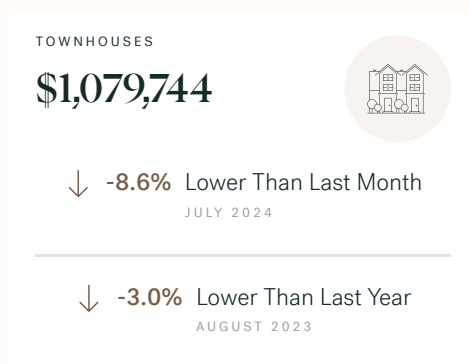 TOWNHOUSES
$1,079,744
-8.6% Lower Than Last Month
JULY 2024
-3.0% Lower Than Last Year
AUGUST 2023